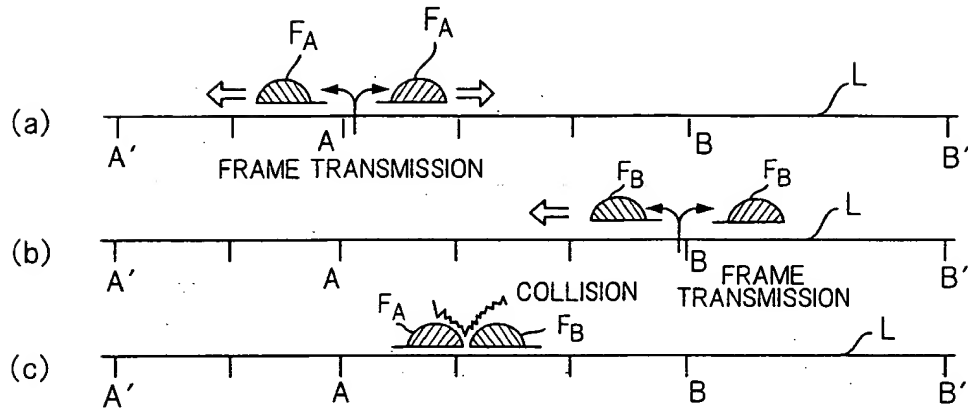 F_A F_A
L
(a)
A' A B B'
FRAME TRANSMISSION
F_B F_B
L
(b)
A' A B B'
FRAME
TRANSMISSION
COLLISION
F_A F_B
L
(c)
A' A B B'